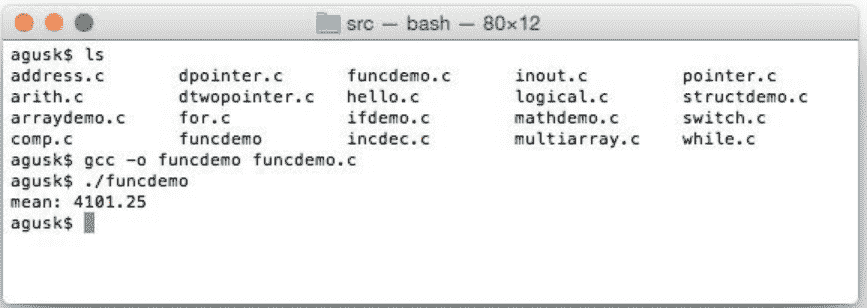 src — bash — 80×12
agusk$ ls
address.c dpointer.c funcdemo.c inout.c pointer.c
arith.c dtwopointer.c hello.c logical.c structdemo.c
arraydemo.c for.c ifdemo.c mathdemo.c switch.c
comp.c funcdemo incdec.c multiarray.c while.c
agusk$ gcc -o funcdemo funcdemo.c
agusk$ ./funcdemo
mean: 4101.25
agusk$